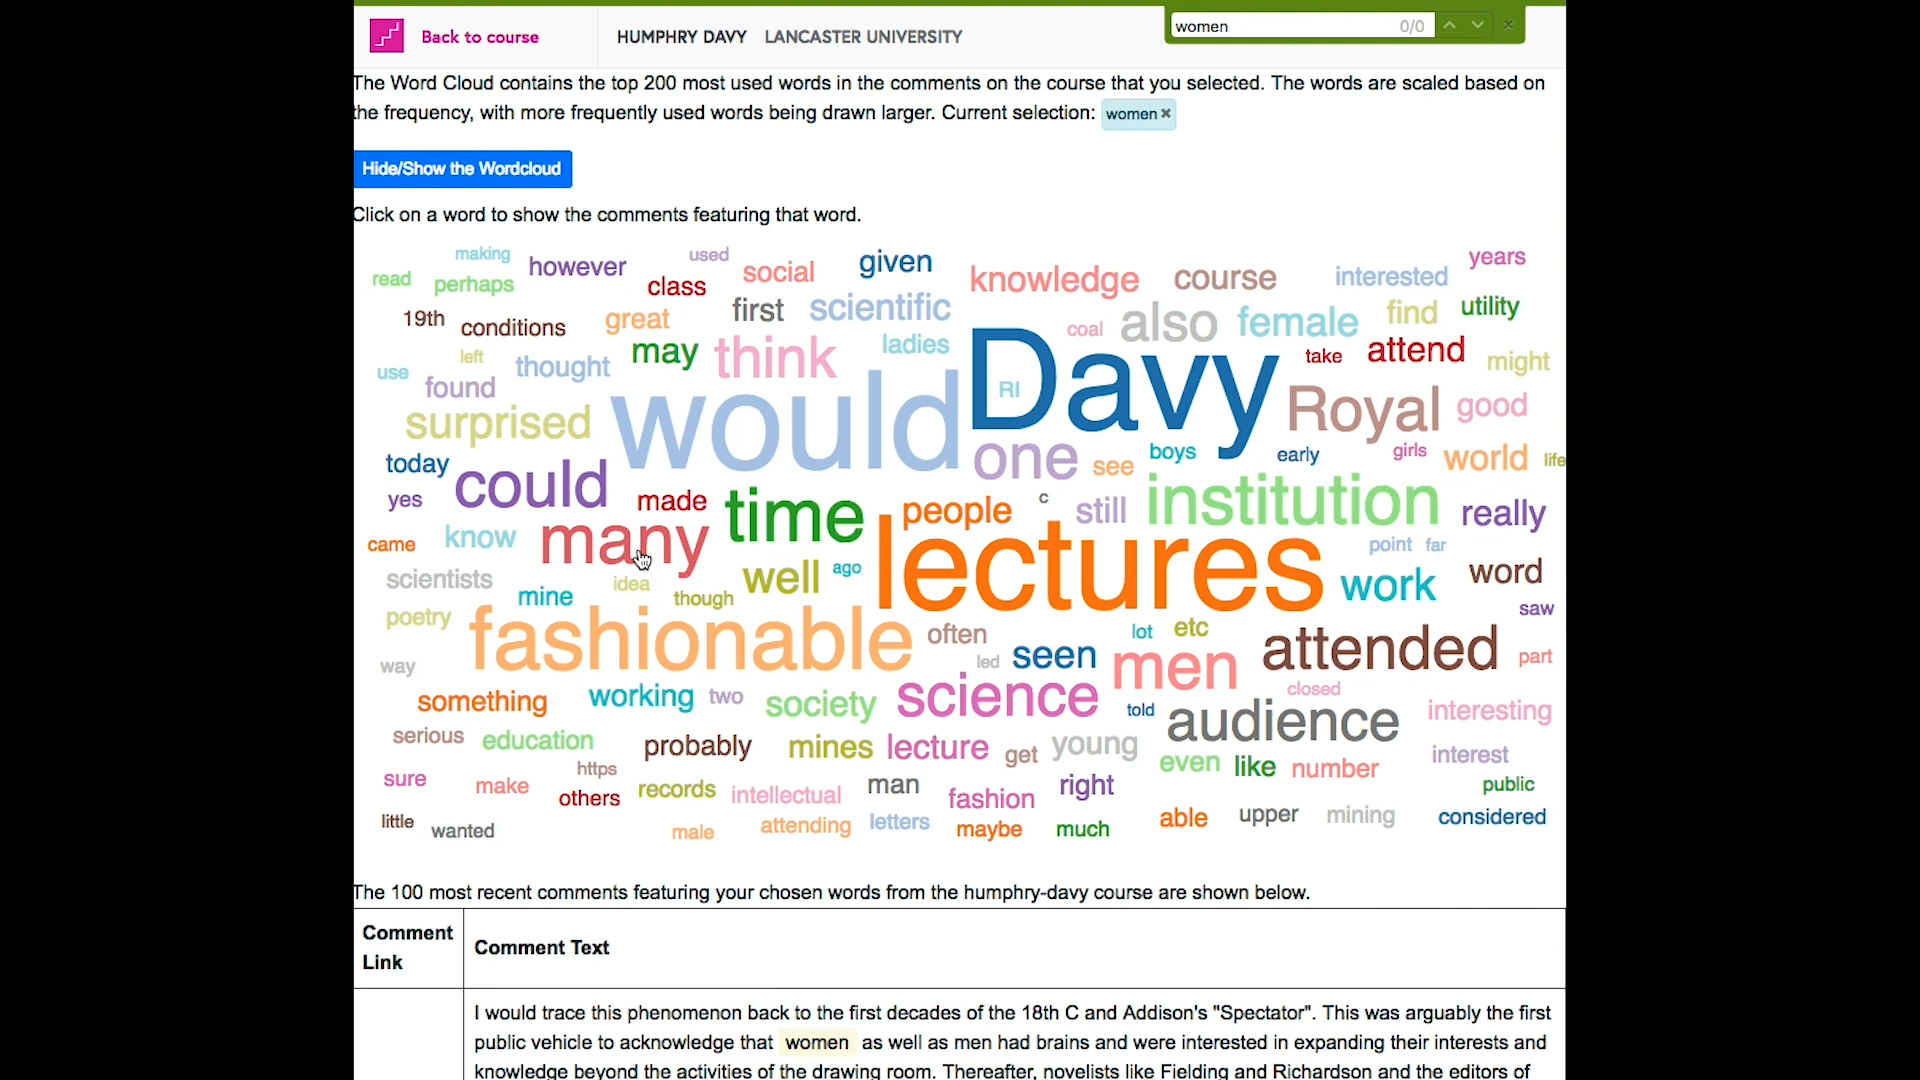 Back to course
HUMPHRY DAVY LANCASTER UNIVERSITY
women 0/0
The Word Cloud contains the top 200 most used words in the comments on the course that you selected. The words are scaled based on
the frequency, with more frequently used words being drawn larger. Current selection: women ×
Hide/Show the Wordcloud
Click on a word to show the comments featuring that word.
making used given years
read perhaps however class social knowledge course interested
19th conditions great first scientific also female find utility
left thought may think ladies coal take attend might
use found would Davy RI Royal good
surprised one boys early girls world life
today could see
yes made time people c still institution really
came know many lectures point far
scientists idea well ago work word
mine though saw
poetry fashionable often lot etc attended
way led seen men part
something working two society science told closed interesting
serious education probably mines lecture get young audience interest
sure https even like number
make others records intellectual man fashion right public
little wanted male attending letters maybe much able upper mining considered
The 100 most recent comments featuring your chosen words from the humphry-davy course are shown below.
Comment
Link
Comment Text
I would trace this phenomenon back to the first decades of the 18th C and Addison's "Spectator". This was arguably the first
public vehicle to acknowledge that women as well as men had brains and were interested in expanding their interests and
knowledge beyond the activities of the drawing room. Thereafter, novelists like Fielding and Richardson and the editors of